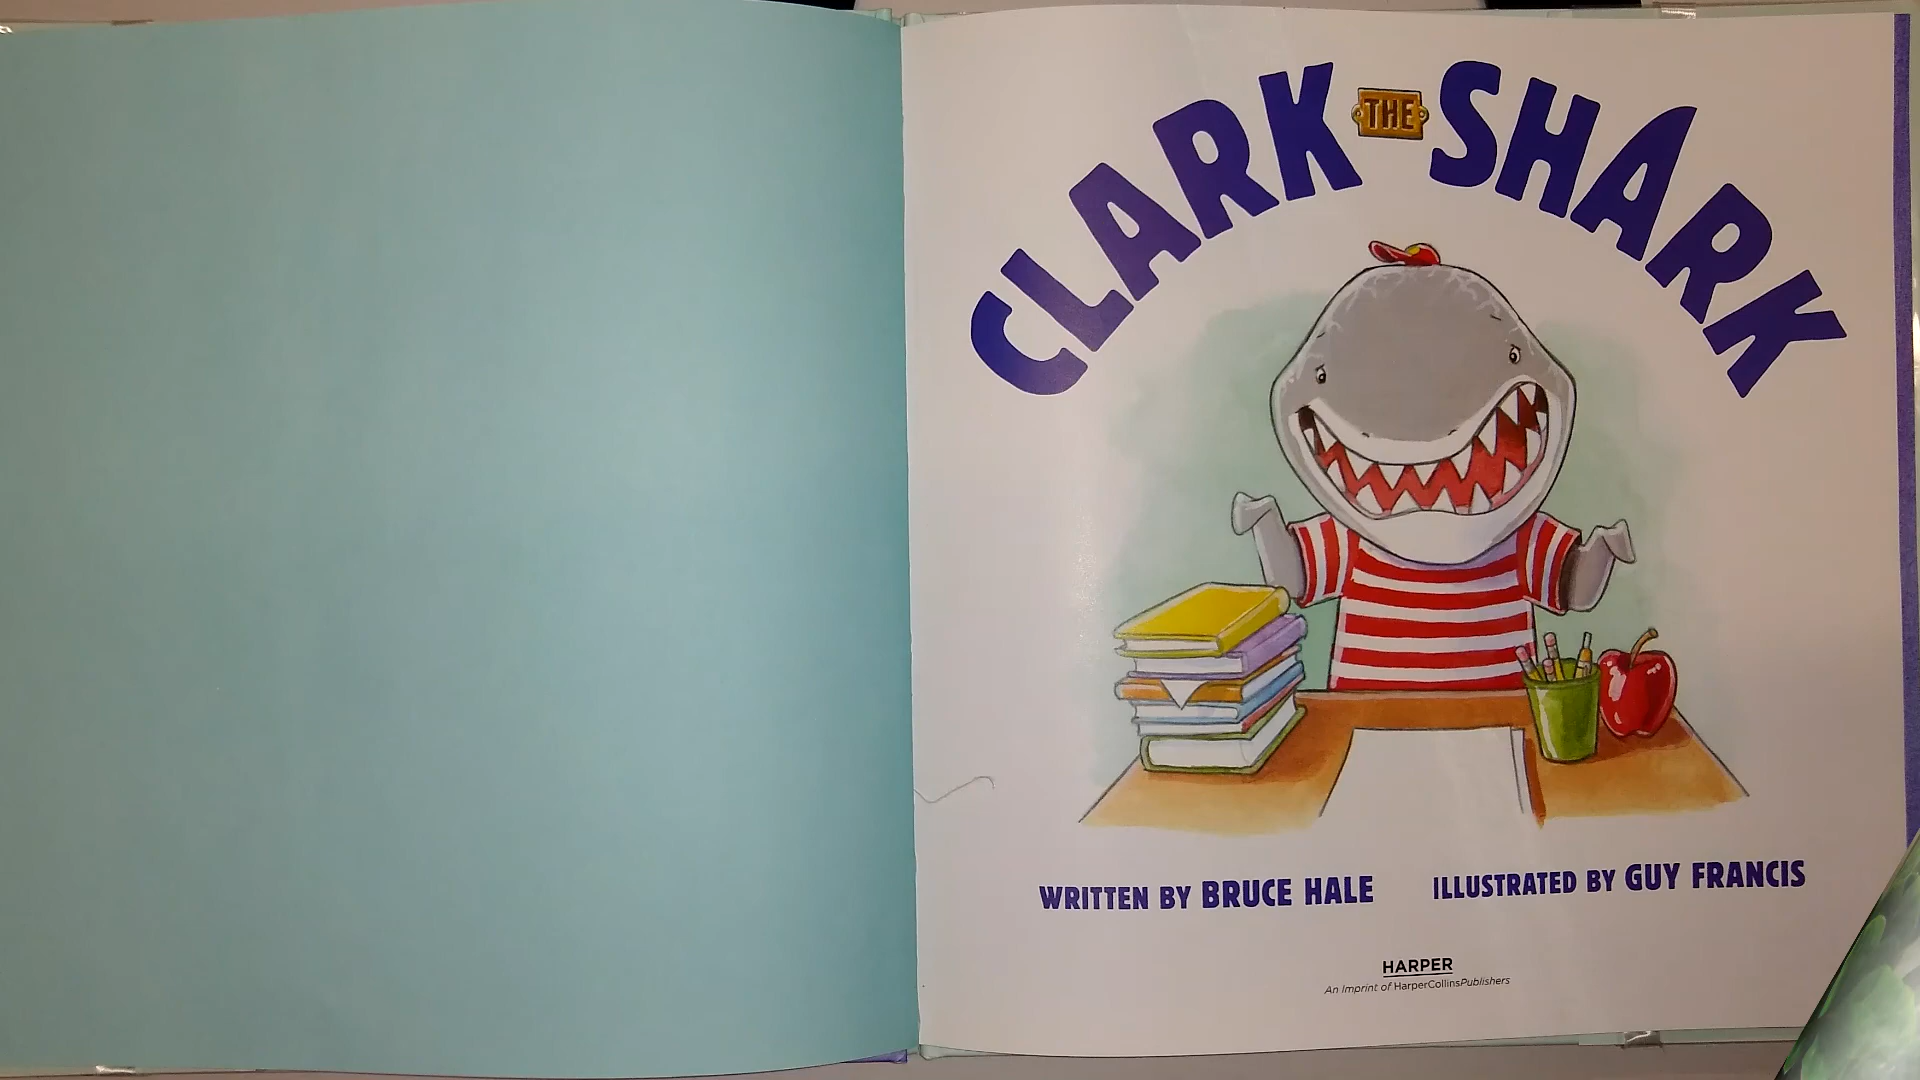 CLARK THE SHARK
WRITTEN BY BRUCE HALE
ILLUSTRATED BY GUY FRANCIS
HARPER
An Imprint of HarperCollinsPublishers